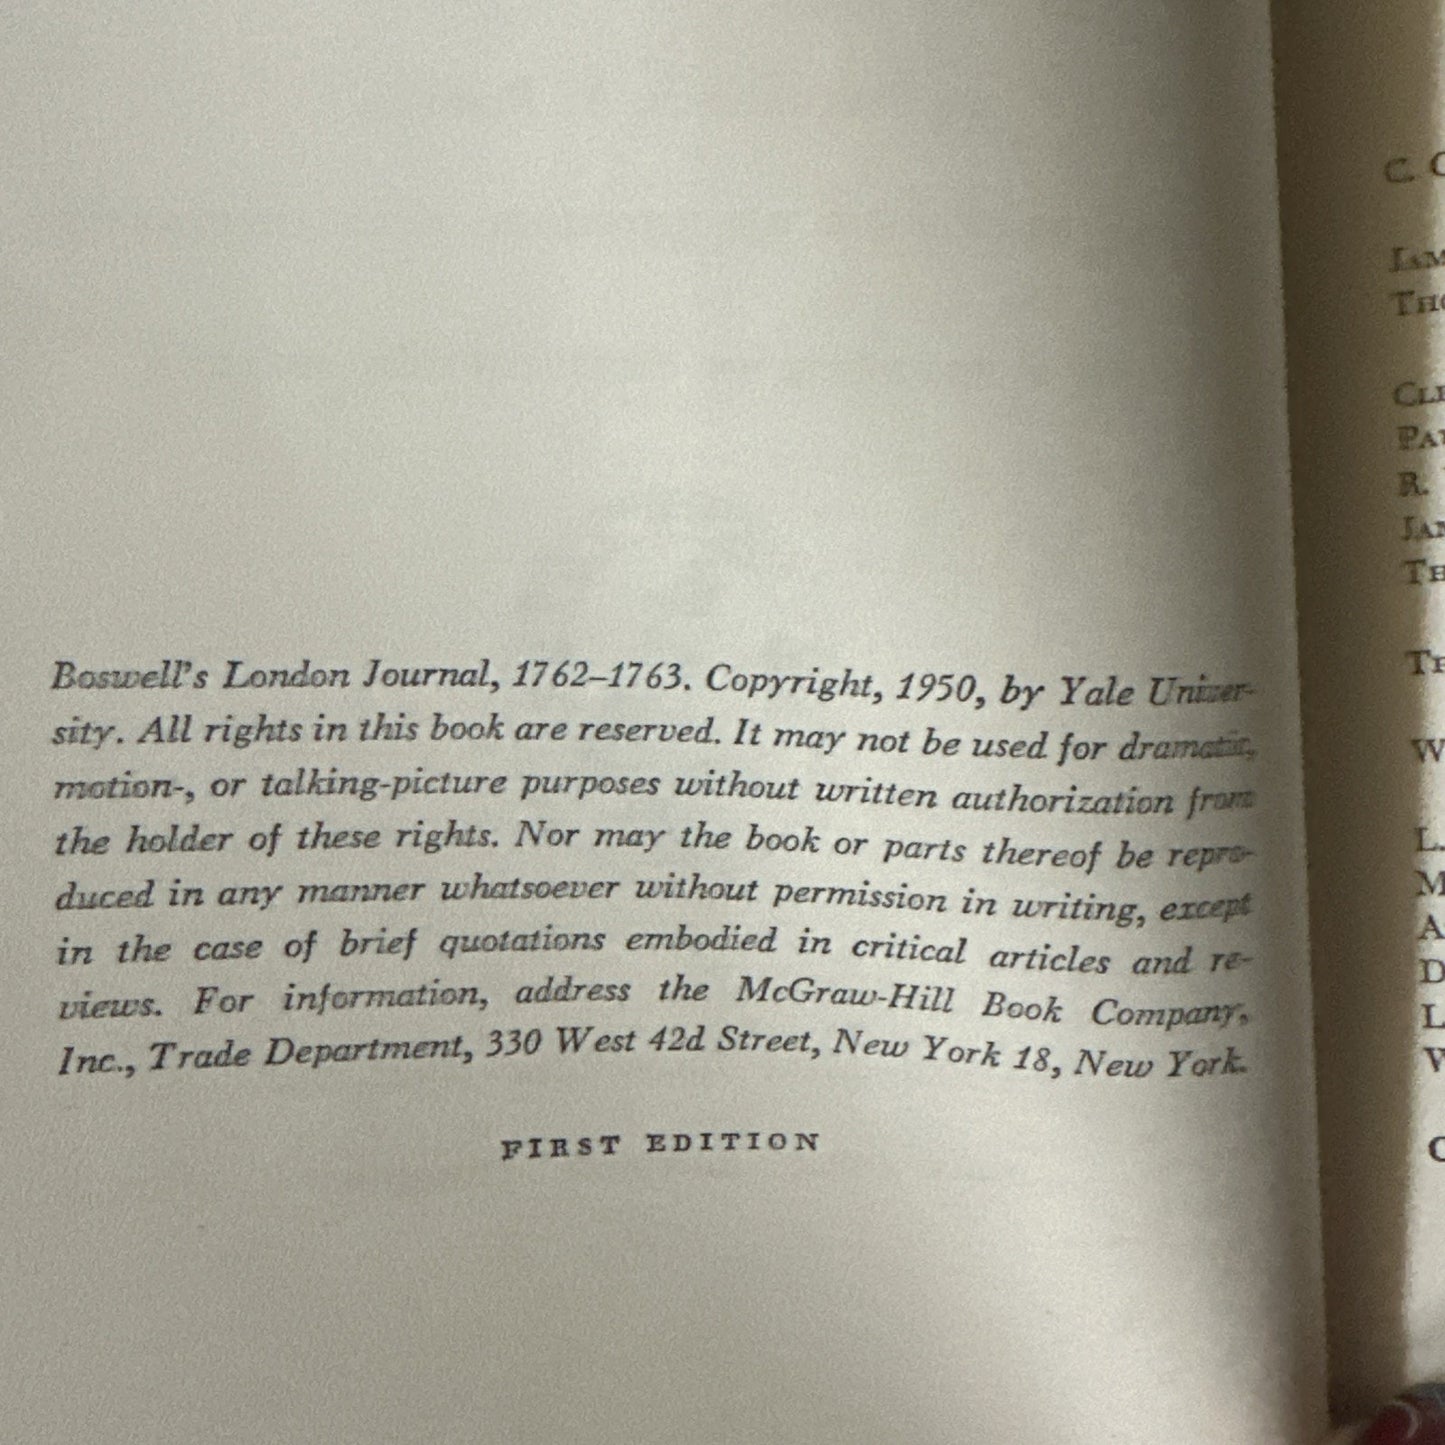 Boswell's London Journal, 1762–1763. Copyright, 1950, by Yale Univer-
sity. All rights in this book are reserved. It may not be used for dramatic,
motion-, or talking-picture purposes without written authorization from
the holder of these rights. Nor may the book or parts thereof be repro-
duced in any manner whatsoever without permission in writing, except
in the case of brief quotations embodied in critical articles and re-
views. For information, address the McGraw-Hill Book Company,
Inc., Trade Department, 330 West 42d Street, New York 18, New York.
FIRST EDITION
C.
R.
L.